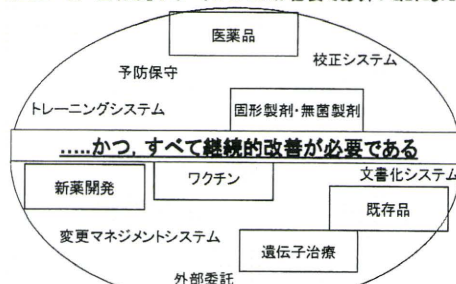 医薬品
予防保守
校正システム
トレーニングシステム
固形製剤・無菌製剤
.....かつ, すべて継続的改善が必要である
新薬開発
ワクチン
文書化システム
既存品
変更マネジメントシステム
遺伝子治療
外部委託